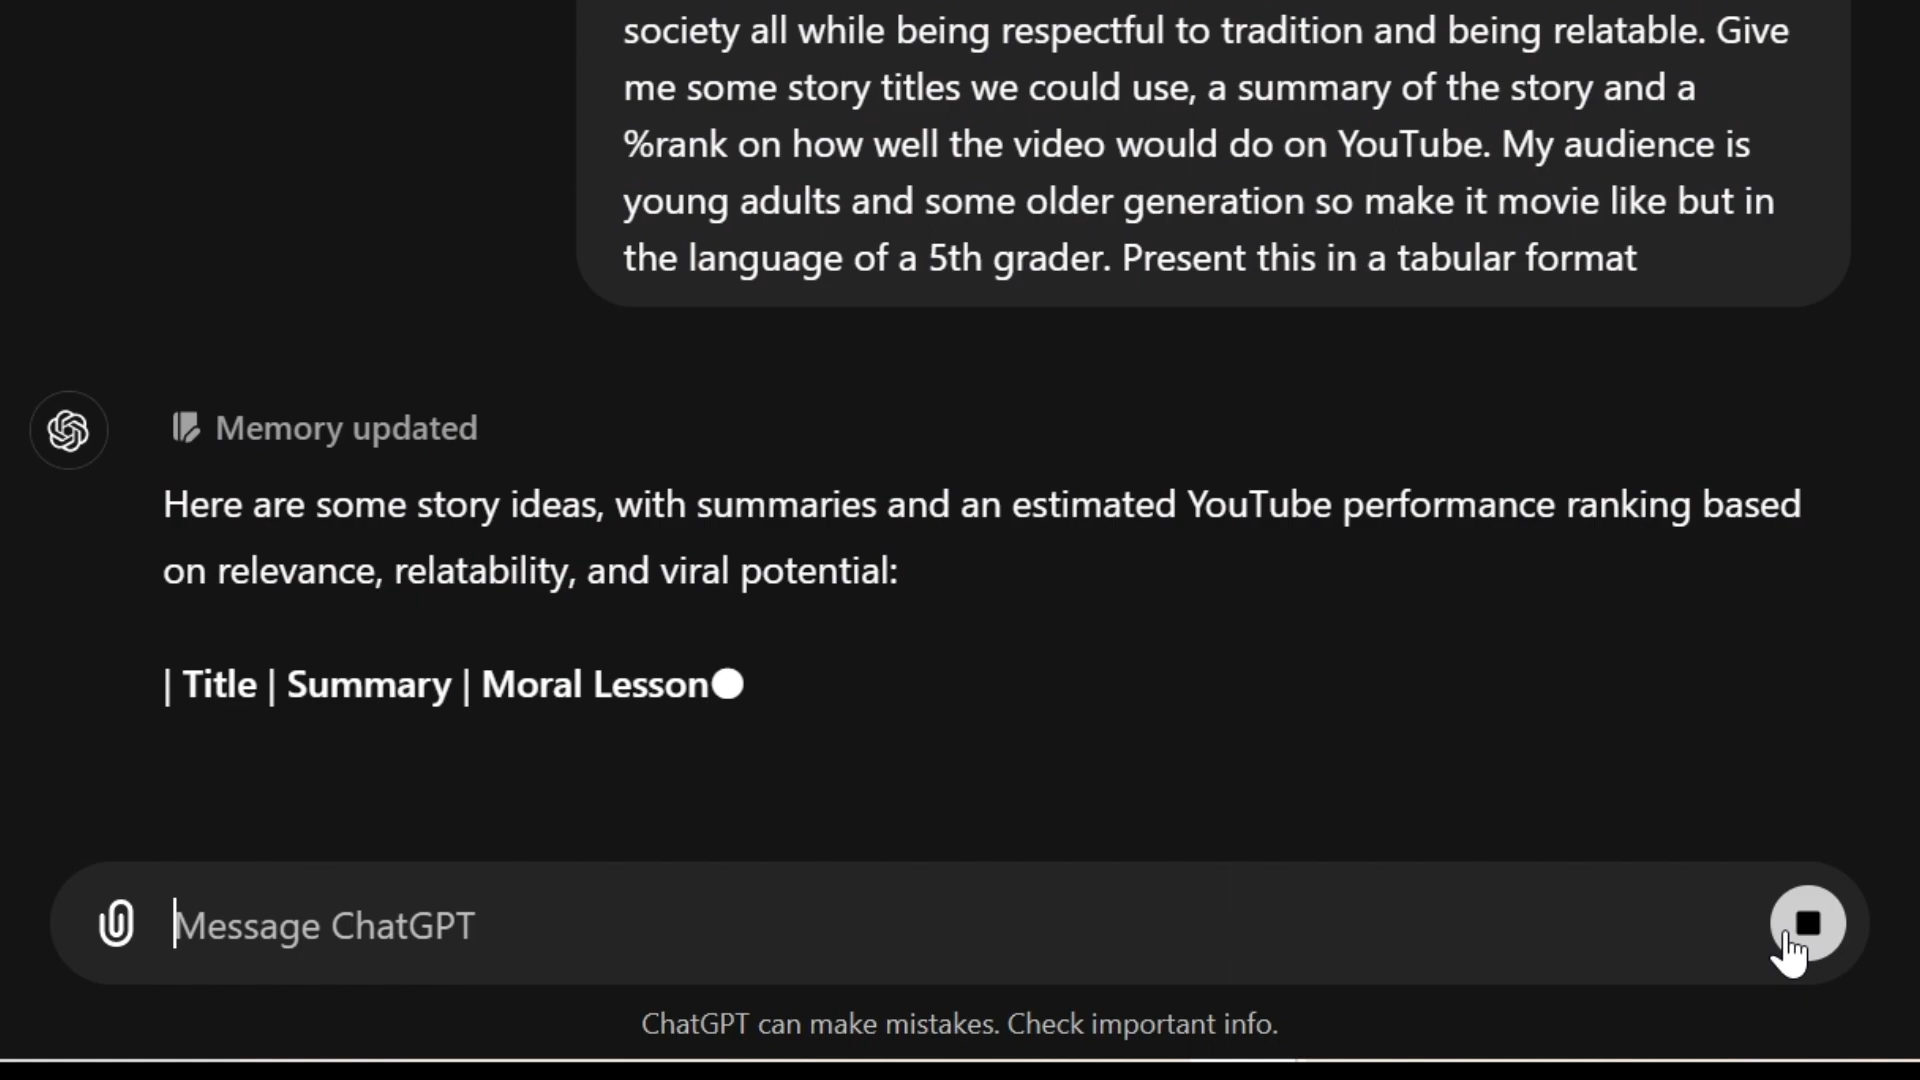 society all while being respectful to tradition and being relatable. Give
me some story titles we could use, a summary of the story and a
%rank on how well the video would do on YouTube. My audience is
young adults and some older generation so make it movie like but in
the language of a 5th grader. Present this in a tabular format
Memory updated
Here are some story ideas, with summaries and an estimated YouTube performance ranking based
on relevance, relatability, and viral potential:
| Title | Summary | Moral Lesson
Message ChatGPT
ChatGPT can make mistakes. Check important info.